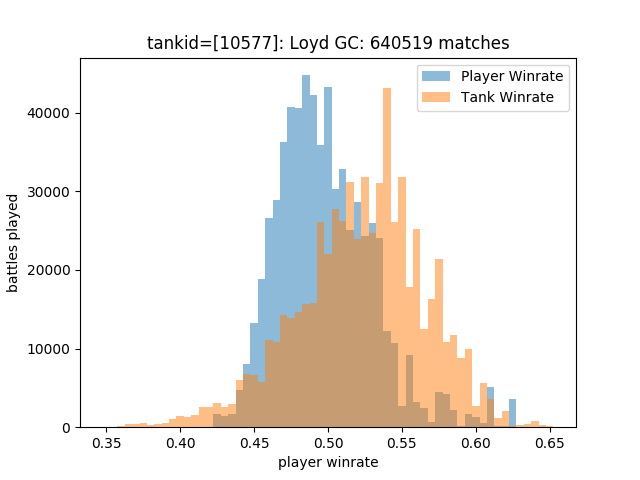 tankid=[10577]: Loyd GC: 640519 matches
Player Winrate
Tank Winrate
battles played
40000
30000
20000
10000
0
0.35 0.40 0.45 0.50 0.55 0.60 0.65
player winrate